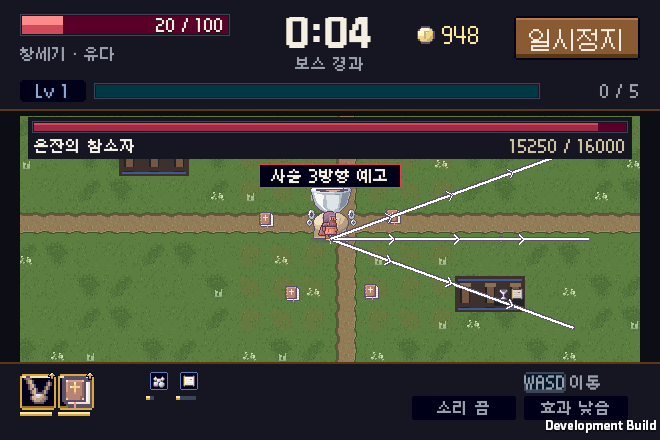 20 / 100
창세기 · 유다
0:04
보스 경과
948
일시정지
Lv 1
0 / 5
은잔의 참소자
15250 / 16000
사슬 3방향 예고
WASD 이동
소리 끔
효과 낮음
Development Build